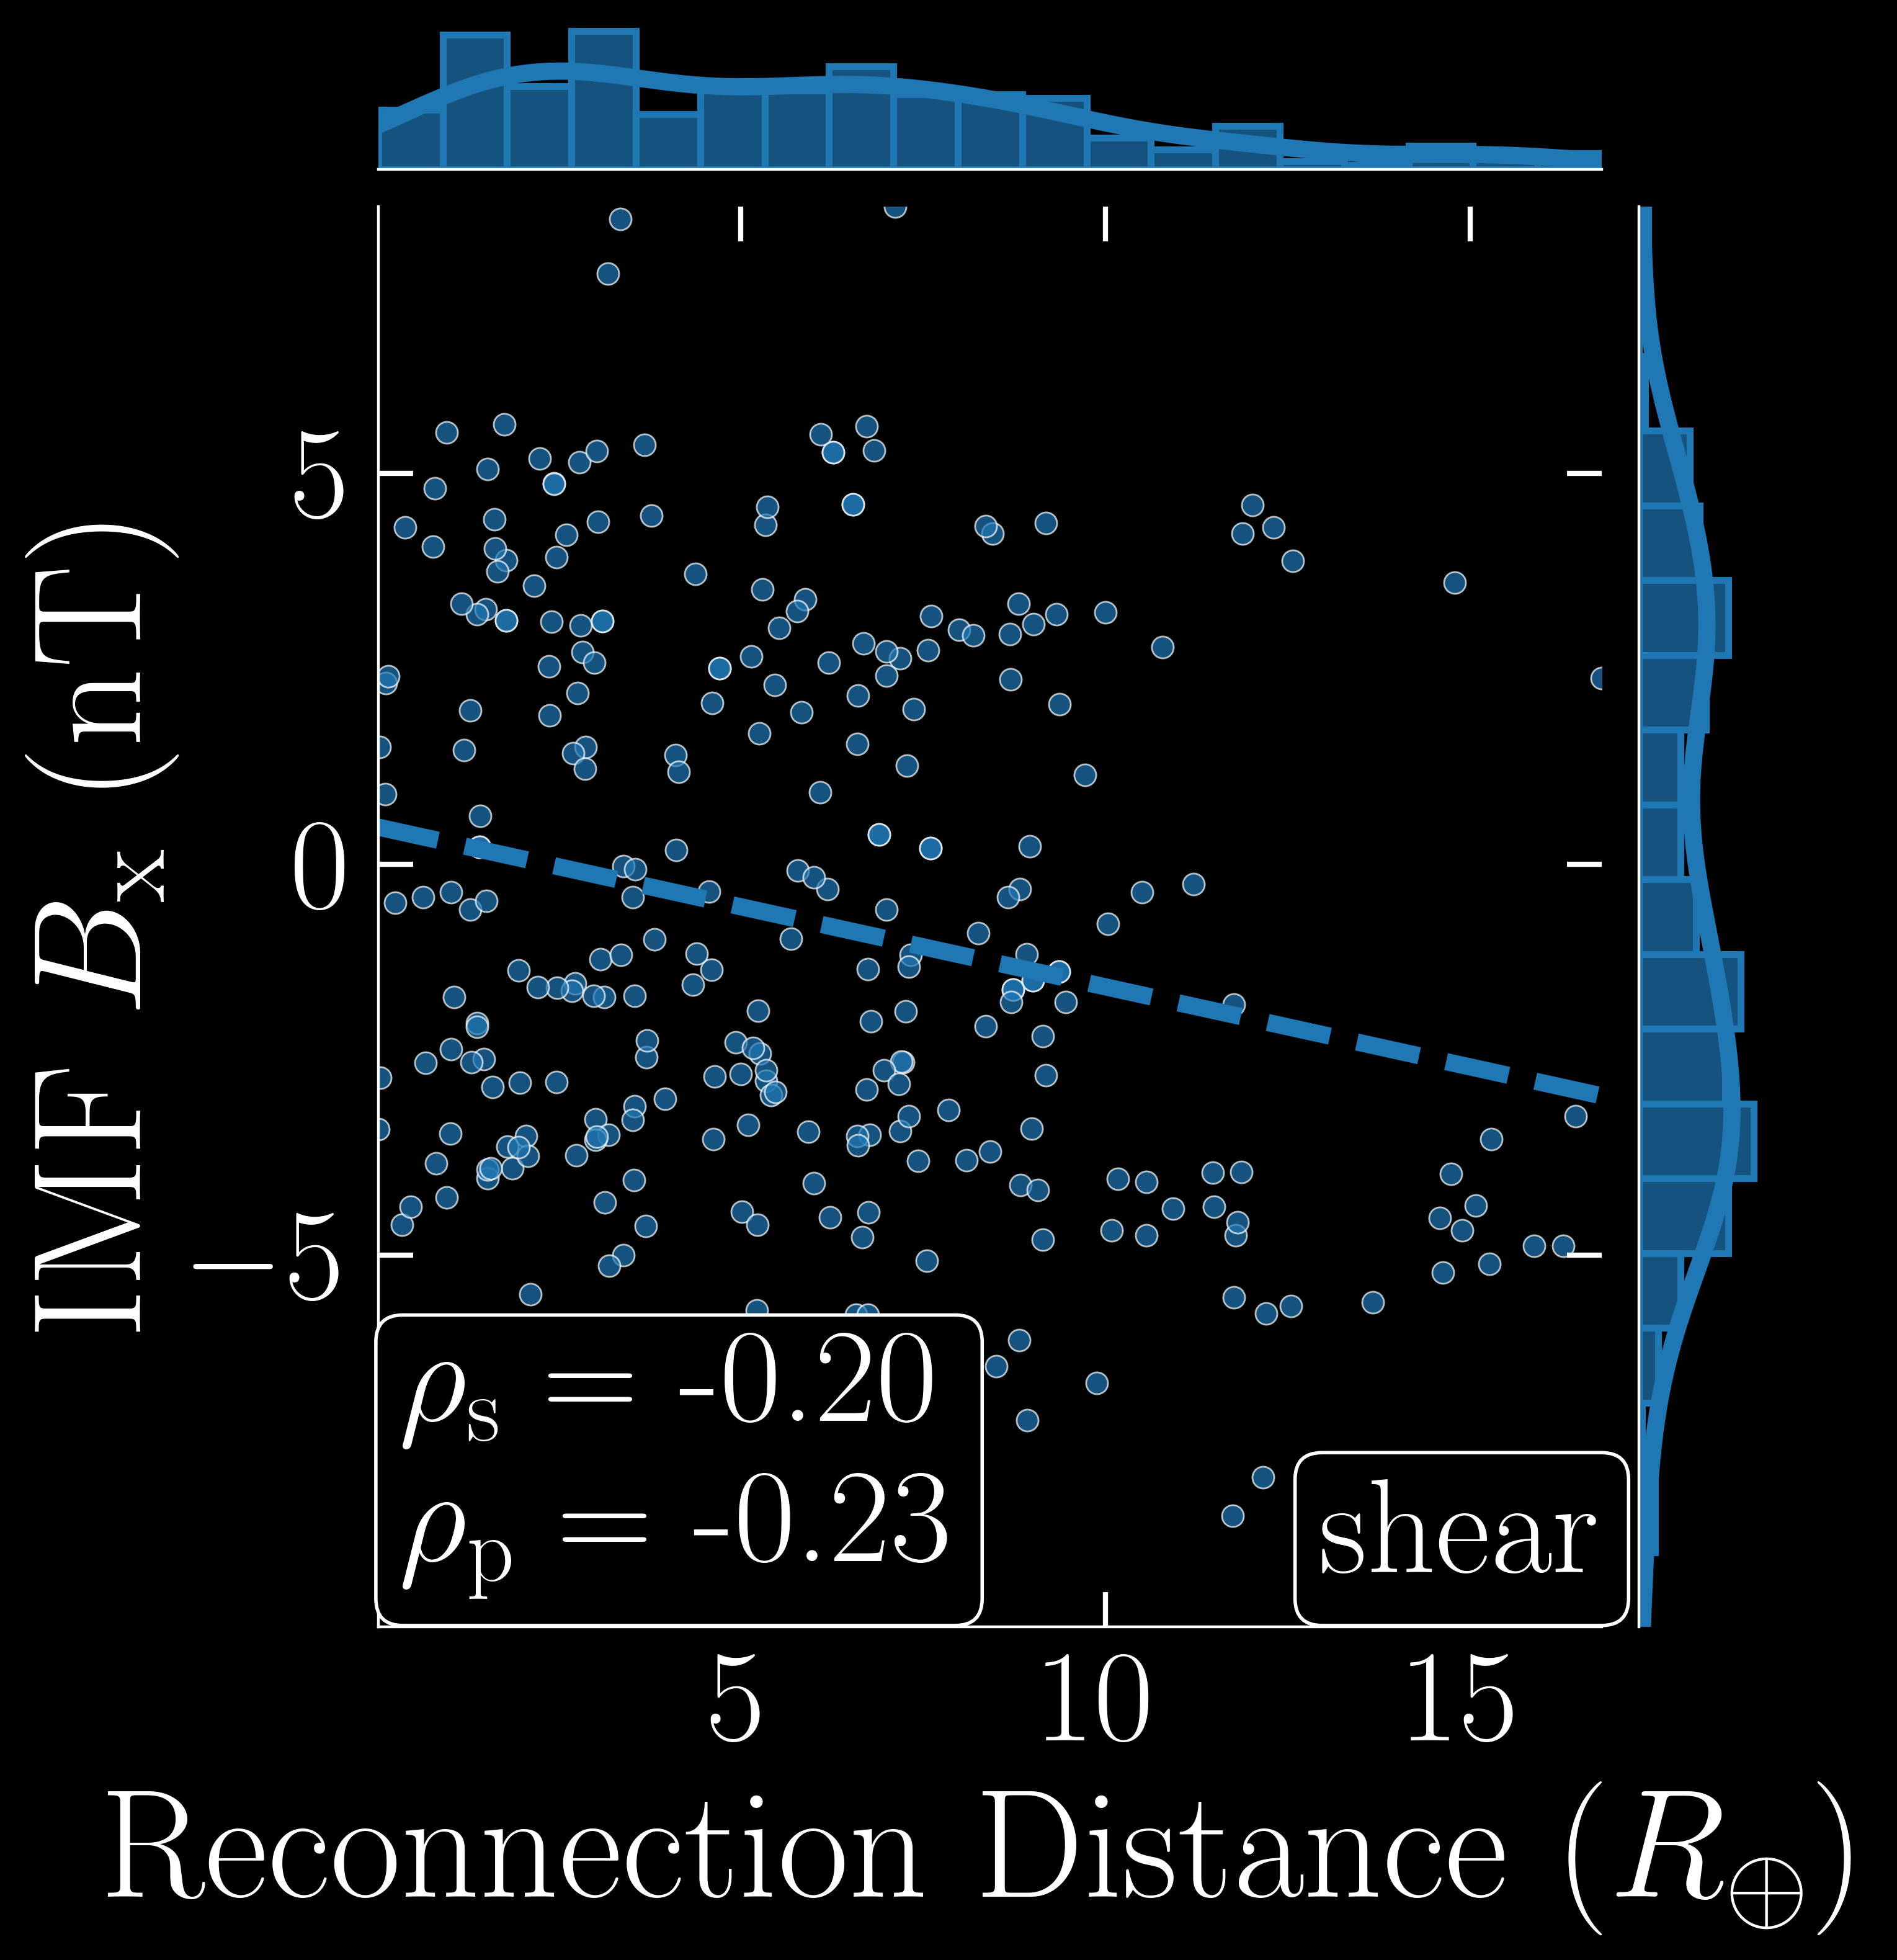 IMF Bₓ (nT)
5
0
−5
ρₛ = -0.20
ρₚ = -0.23
shear
5 10 15
Reconnection Distance (R⊕)